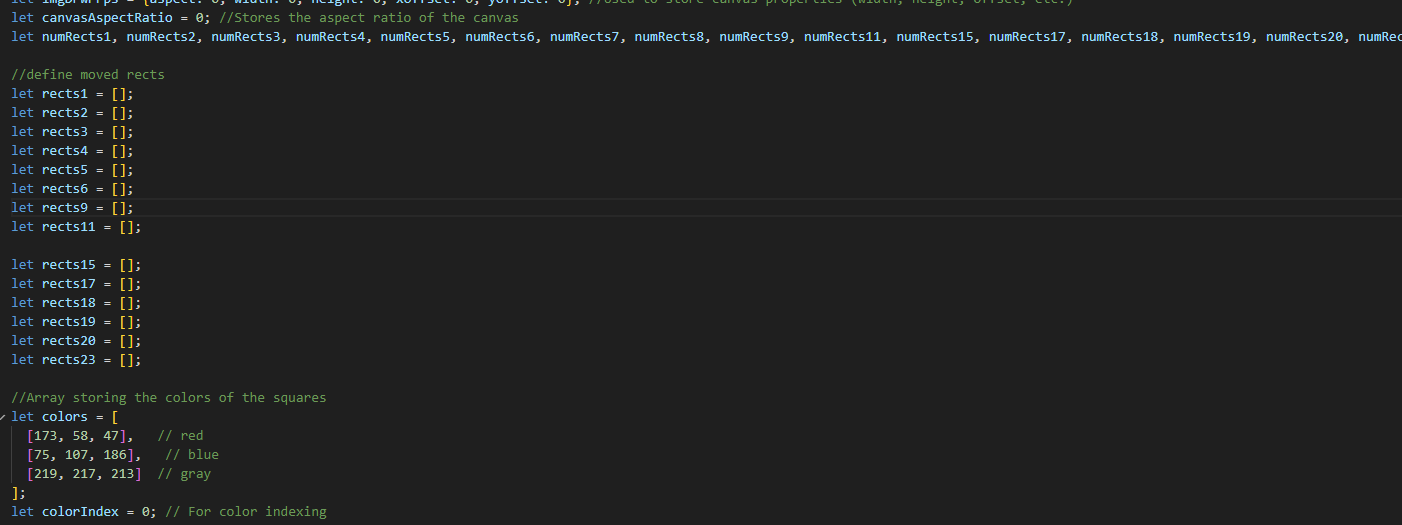 let imgDrwPrps = {aspect: 0, width: 0, height: 0, xOffset: 0, yOffset: 0}; //Used to store canvas properties (width, height, offset, etc.)
let canvasAspectRatio = 0; //Stores the aspect ratio of the canvas
let numRects1, numRects2, numRects3, numRects4, numRects5, numRects6, numRects7, numRects8, numRects9, numRects11, numRects15, numRects17, numRects18, numRects19, numRects20, numRec
//define moved rects
let rects1 = [];
let rects2 = [];
let rects3 = [];
let rects4 = [];
let rects5 = [];
let rects6 = [];
let rects9 = [];
let rects11 = [];
let rects15 = [];
let rects17 = [];
let rects18 = [];
let rects19 = [];
let rects20 = [];
let rects23 = [];
//Array storing the colors of the squares
let colors = [
[173, 58, 47], // red
[75, 107, 186], // blue
[219, 217, 213] // gray
];
let colorIndex = 0; // For color indexing